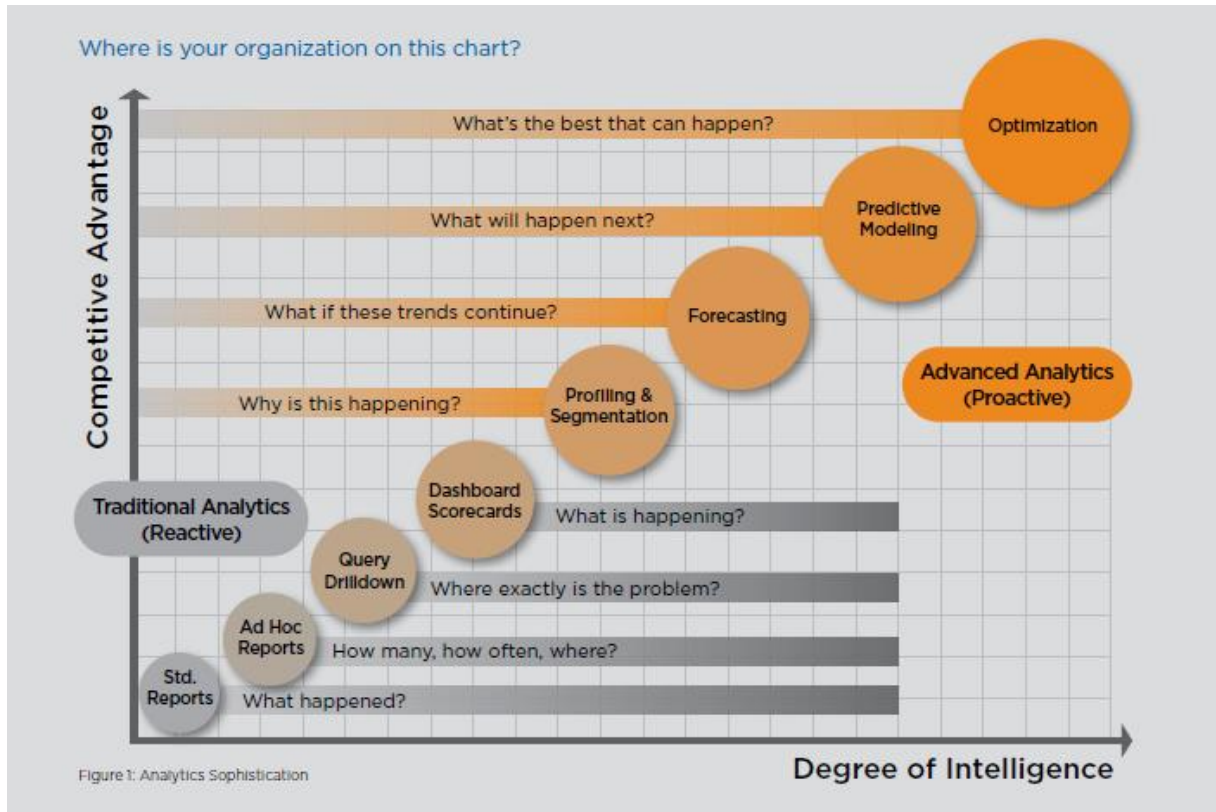 Where is your organization on this chart?
Competitive Advantage
What's the best that can happen?
Optimization
What will happen next?
Predictive
Modeling
What if these trends continue?
Forecasting
Why is this happening?
Profiling &
Segmentation
Advanced Analytics
(Proactive)
Traditional Analytics
(Reactive)
Dashboard
Scorecards
What is happening?
Query
Drilldown
Where exactly is the problem?
Ad Hoc
Reports
How many, how often, where?
Std.
Reports
What happened?
Degree of Intelligence
Figure 1: Analytics Sophistication